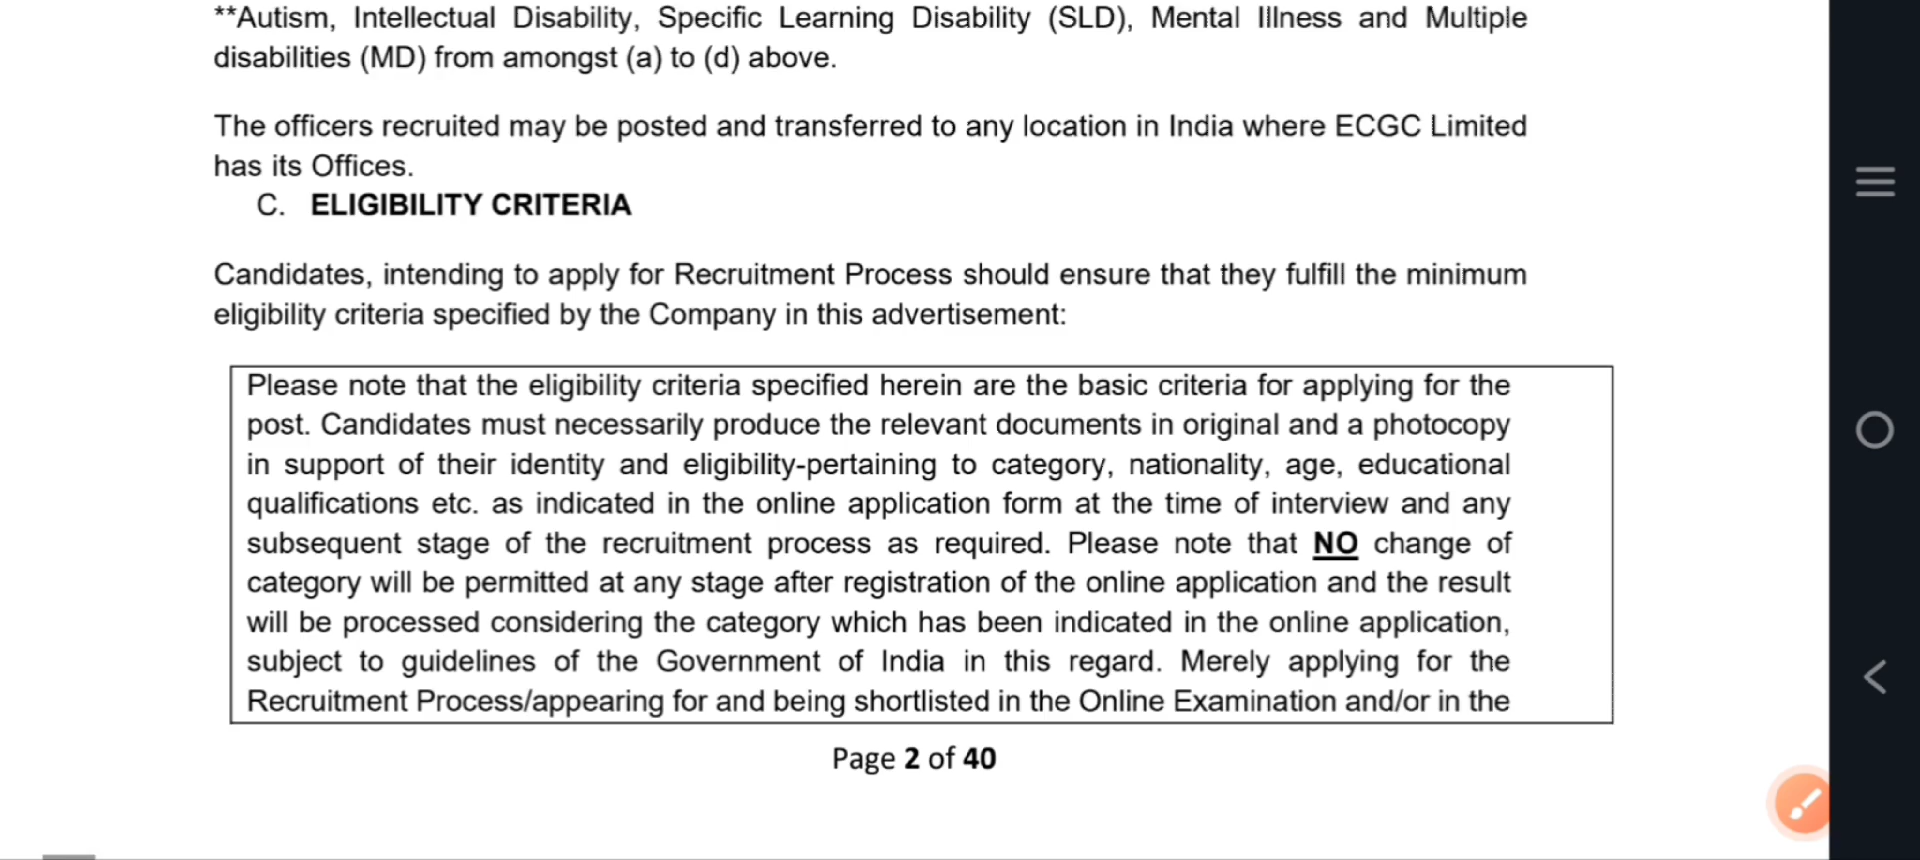 **Autism, Intellectual Disability, Specific Learning Disability (SLD), Mental Illness and Multiple
disabilities (MD) from amongst (a) to (d) above.
The officers recruited may be posted and transferred to any location in India where ECGC Limited
has its Offices.
C. ELIGIBILITY CRITERIA
Candidates, intending to apply for Recruitment Process should ensure that they fulfill the minimum
eligibility criteria specified by the Company in this advertisement:
Please note that the eligibility criteria specified herein are the basic criteria for applying for the
post. Candidates must necessarily produce the relevant documents in original and a photocopy
in support of their identity and eligibility-pertaining to category, nationality, age, educational
qualifications etc. as indicated in the online application form at the time of interview and any
subsequent stage of the recruitment process as required. Please note that NO change of
category will be permitted at any stage after registration of the online application and the result
will be processed considering the category which has been indicated in the online application,
subject to guidelines of the Government of India in this regard. Merely applying for the
Recruitment Process/appearing for and being shortlisted in the Online Examination and/or in the
Page 2 of 40